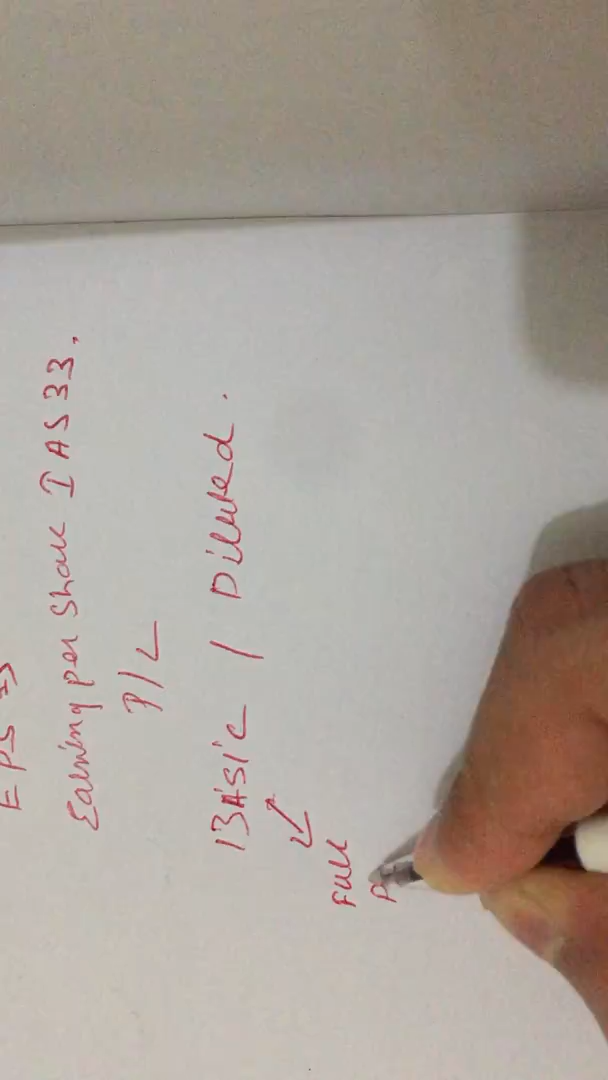 EPS
Earning per Share IAS 33.
P/L
BASIC / Diluted.
Full
P